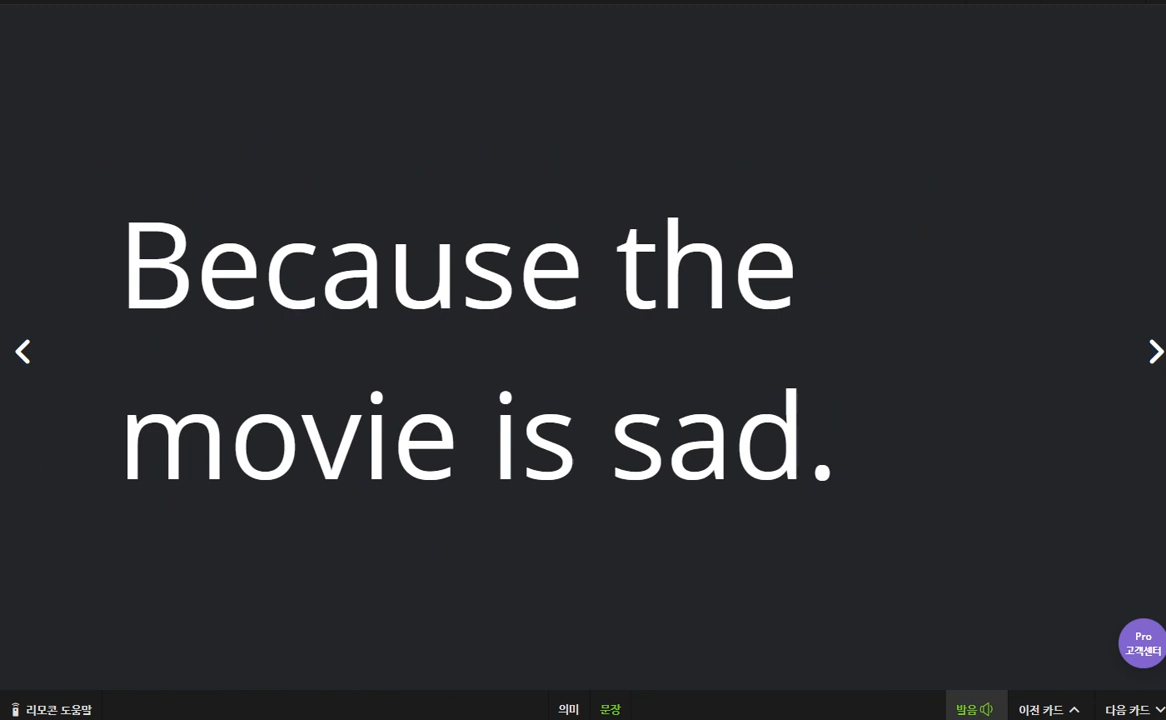 Because the
movie is sad.
Pro
고객센터
리모콘 도움말
의미
문장
발음
이전 카드
다음 카드